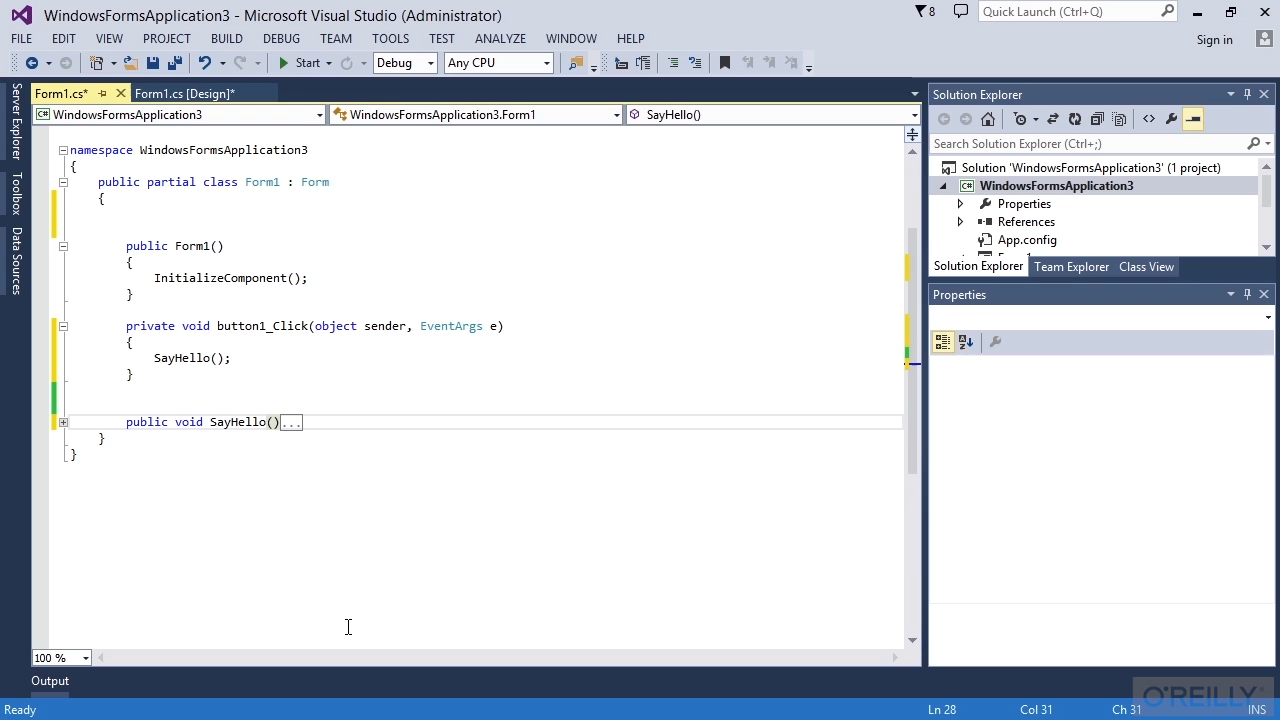 WindowsFormsApplication3 - Microsoft Visual Studio (Administrator)
8
Quick Launch (Ctrl+Q)
FILE EDIT VIEW PROJECT BUILD DEBUG TEAM TOOLS TEST ANALYZE WINDOW HELP
Sign in
Start Debug Any CPU
Server Explorer
Toolbox
Data Sources
Form1.cs* Form1.cs [Design]*
WindowsFormsApplication3 WindowsFormsApplication3.Form1 SayHello()
namespace WindowsFormsApplication3
{
public partial class Form1 : Form
{
public Form1()
{
InitializeComponent();
}
private void button1_Click(object sender, EventArgs e)
{
SayHello();
}
public void SayHello()...
}
}
100 %
Solution Explorer
Search Solution Explorer (Ctrl+;)
Solution 'WindowsFormsApplication3' (1 project)
C# WindowsFormsApplication3
Properties
References
App.config
Solution Explorer Team Explorer Class View
Properties
Output
Ready Ln 28 Col 31 Ch 31 INS
O'REILLY